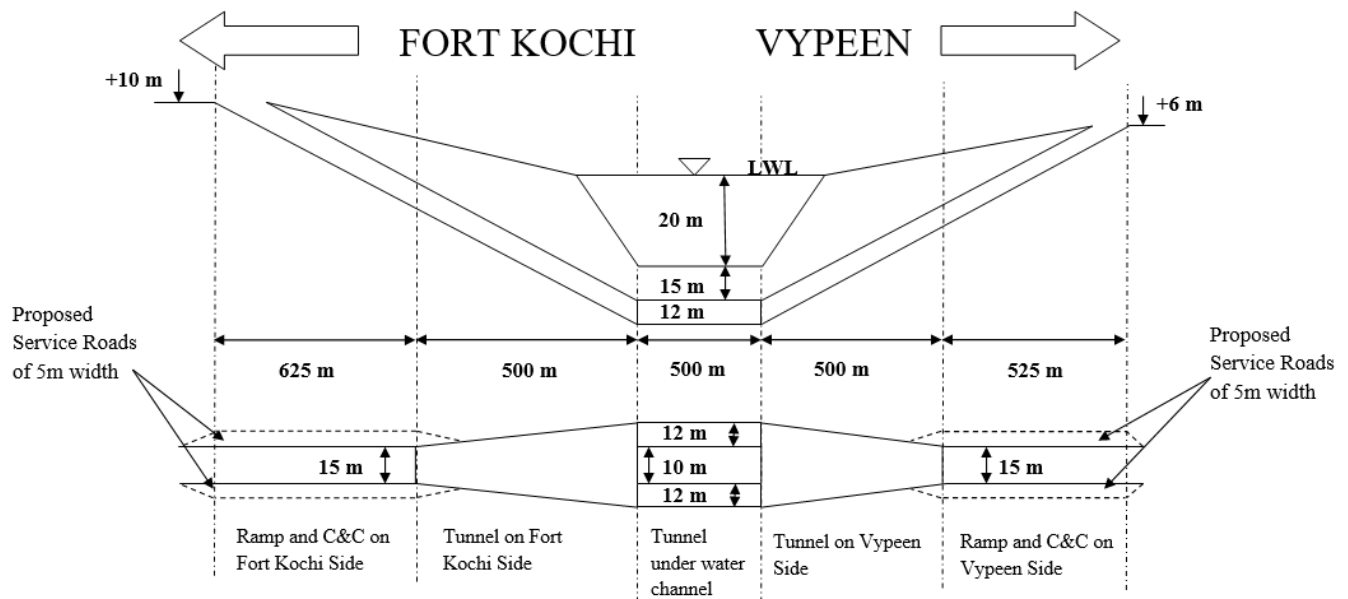 FORT KOCHI
VYPEEN
+10 m
+6 m
LWL
20 m
15 m
12 m
Proposed
Service Roads
of 5m width
Proposed
Service Roads
of 5m width
625 m
500 m
500 m
500 m
525 m
12 m
15 m
10 m
15 m
12 m
Ramp and C&C on
Fort Kochi Side
Tunnel on Fort
Kochi Side
Tunnel
under water
channel
Tunnel on Vypeen
Side
Ramp and C&C on
Vypeen Side